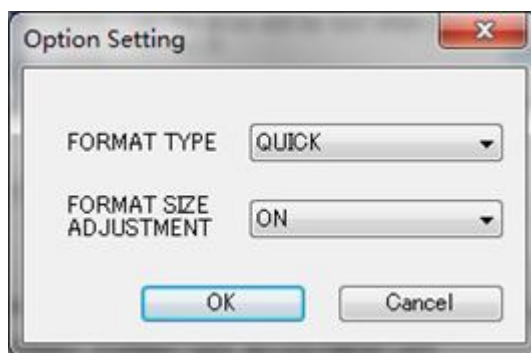 Option Setting
FORMAT TYPE QUICK
FORMAT SIZE
ADJUSTMENT ON
OK Cancel